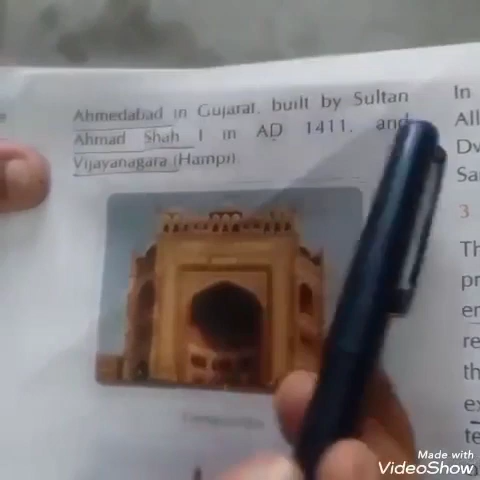 Ahmedabad in Gujarat, built by Sultan
Ahmad Shah I in AD 1411, and
Vijayanagara (Hampi)
In
All
Dv
Sa
3
Th
pr
er
re
th
ex
te
Made with
VideoShow